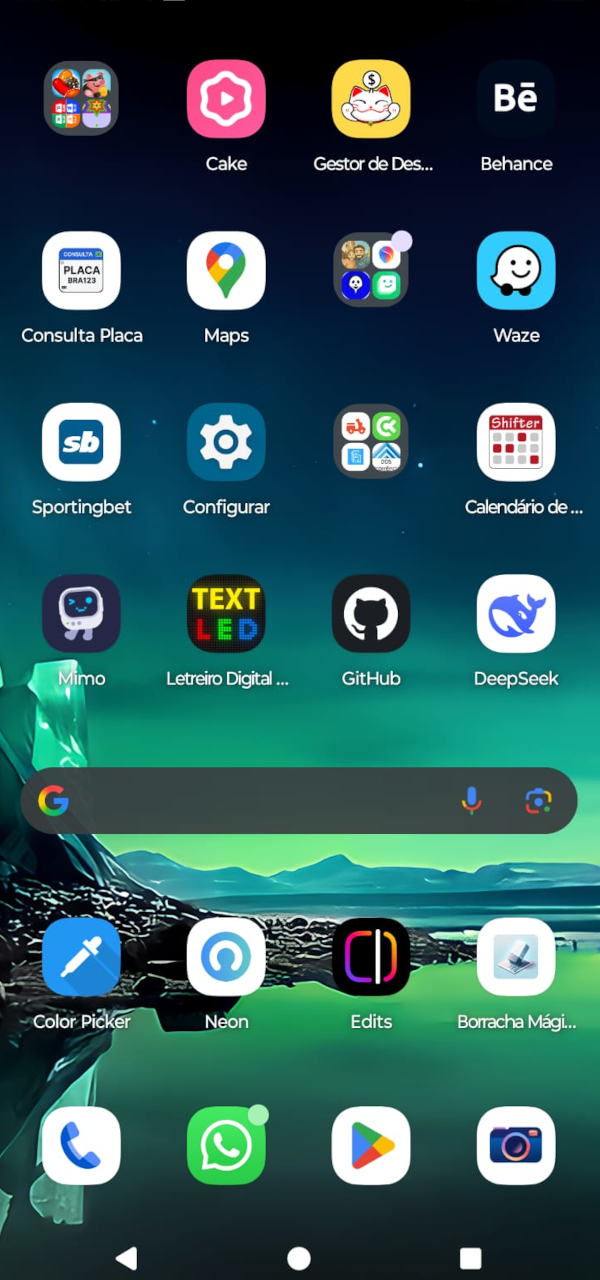 $
Bē
Cake
Gestor de Des...
Behance
CONSULTA
PLACA
BRA123
Consulta Placa
Maps
Waze
sb
Shifter
Sportingbet
Configurar
Calendário de ...
TEXT
LED
Mimo
Letreiro Digital ...
GitHub
DeepSeek
G
Color Picker
Neon
Edits
Borracha Mági...